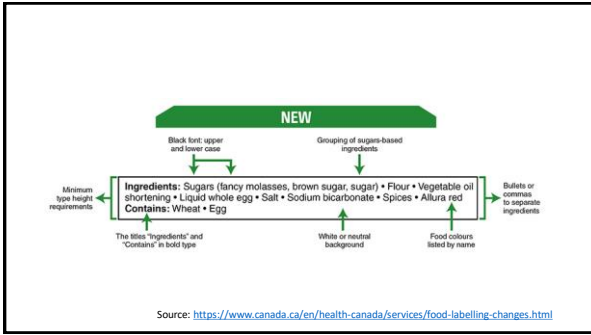 NEW
Black font: upper
and lower case
Grouping of sugars-based
ingredients
Minimum
type height
requirements
Ingredients: Sugars (fancy molasses, brown sugar, sugar) • Flour • Vegetable oil
shortening • Liquid whole egg • Salt • Sodium bicarbonate • Spices • Allura red
Contains: Wheat • Egg
Bullets or
commas
to separate
ingredients
The titles "Ingredients" and
"Contains" in bold type
White or neutral
background
Food colours
listed by name
Source: https://www.canada.ca/en/health-canada/services/food-labelling-changes.html